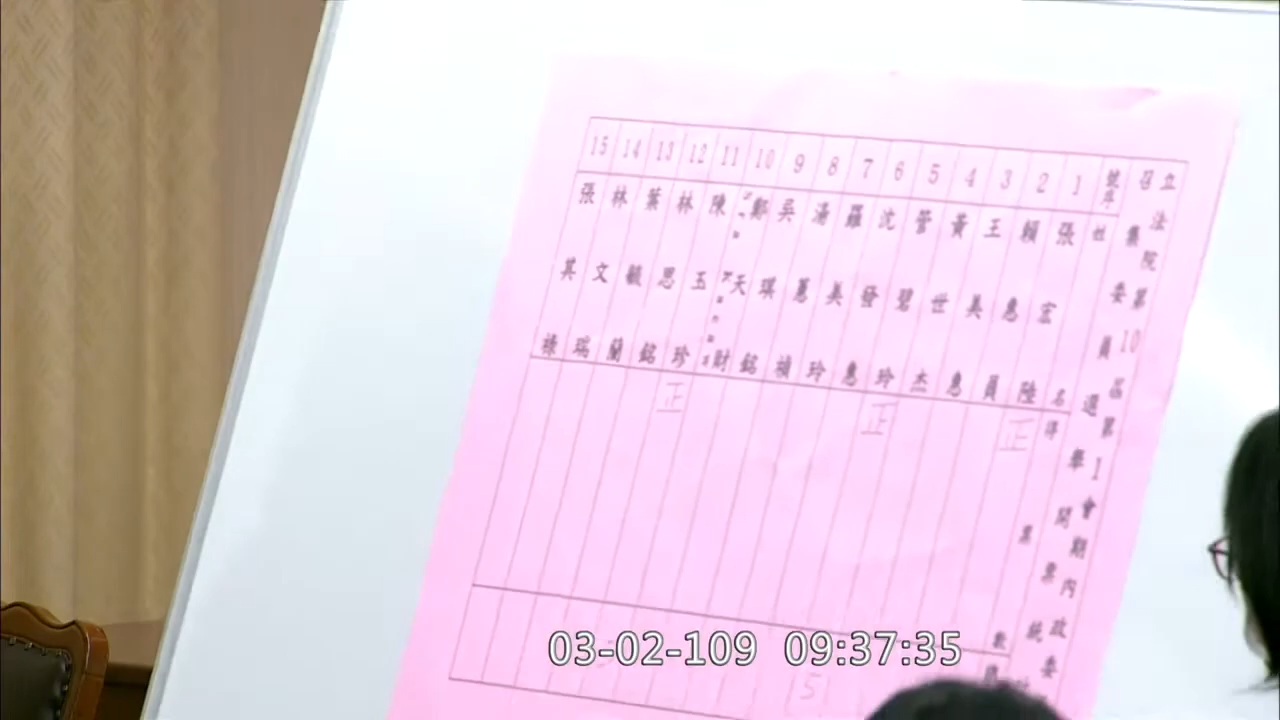 立法院第10屆第1會期內政委
召集委員選舉開票統
號序 姓名 得票數
1 張宏陸 正
2 賴惠員
3 王美惠
4 黃世杰
5 管碧玲 正 5
6 沈發惠
7 羅美玲
8 湯蕙禎
9 吳琪銘
10 鄭天財
11 陳玉珍 正
12 林思銘
13 葉毓蘭
14 林文瑞
15 張其祿
03-02-109 09:37:35